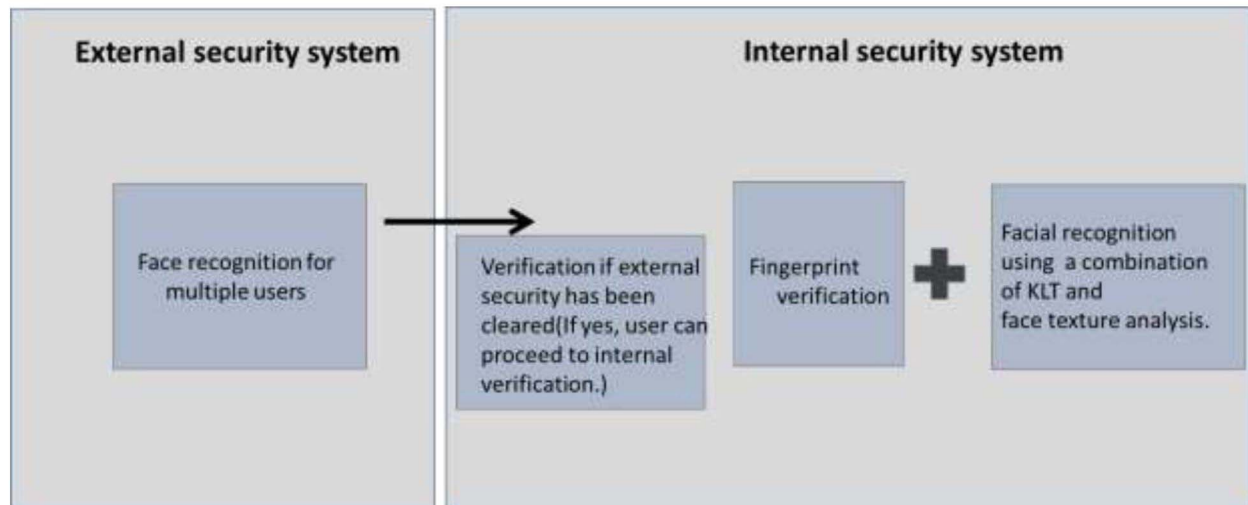 External security system
Internal security system
Face recognition for
multiple users
Verification if external
security has been
cleared(If yes, user can
proceed to internal
verification.)
Fingerprint
verification
Facial recognition
using a combination
of KLT and
face texture analysis.